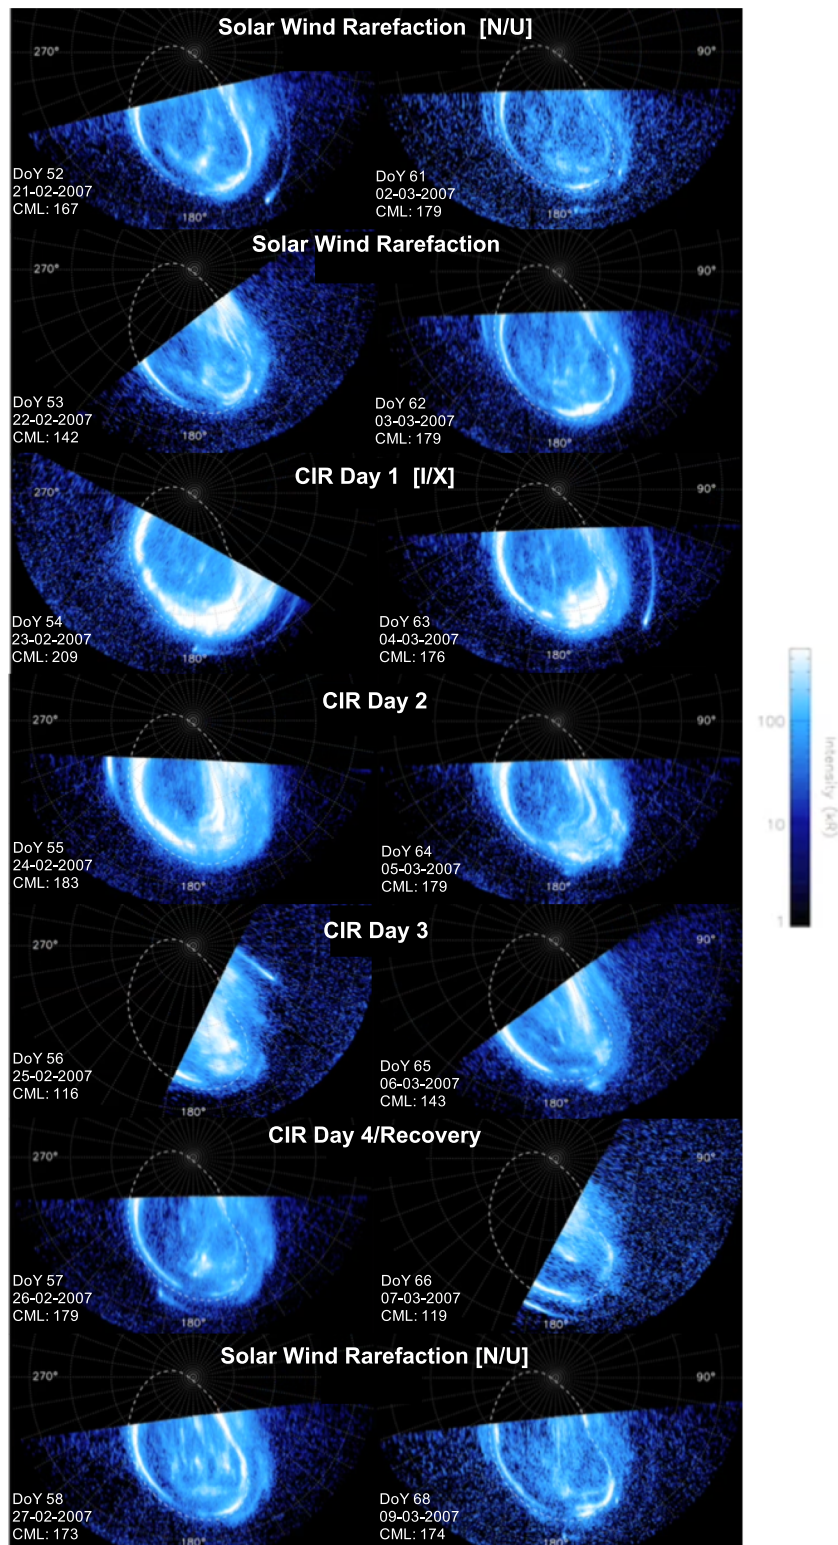 Solar Wind Rarefaction [N/U]
270°
90°
DoY 52
21-02-2007
CML: 167
180°
DoY 61
02-03-2007
CML: 179
180°
Solar Wind Rarefaction
270°
90°
DoY 53
22-02-2007
CML: 142
180°
DoY 62
03-03-2007
CML: 179
180°
CIR Day 1 [I/X]
270°
90°
DoY 54
23-02-2007
CML: 209
180°
DoY 63
04-03-2007
CML: 176
180°
CIR Day 2
270°
90°
DoY 55
24-02-2007
CML: 183
180°
DoY 64
05-03-2007
CML: 179
180°
100
10
1
intensity (kR)
CIR Day 3
270°
90°
DoY 56
25-02-2007
CML: 116
180°
DoY 65
06-03-2007
CML: 143
180°
CIR Day 4/Recovery
270°
90°
DoY 57
26-02-2007
CML: 179
180°
DoY 66
07-03-2007
CML: 119
180°
Solar Wind Rarefaction [N/U]
270°
90°
DoY 58
27-02-2007
CML: 173
180°
DoY 68
09-03-2007
CML: 174
180°